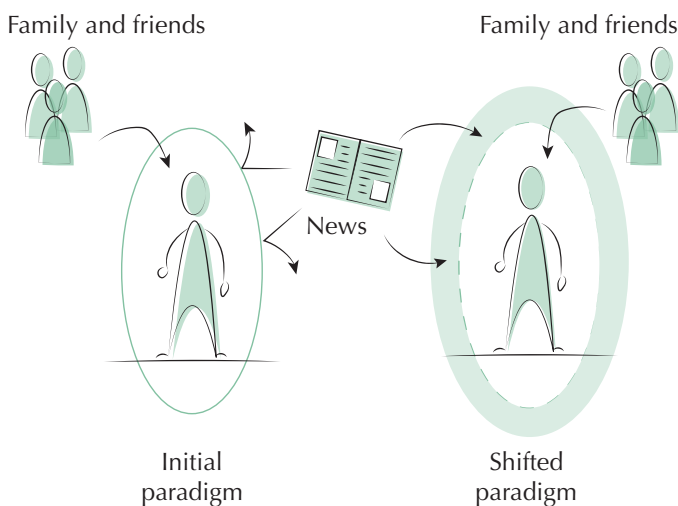 Family and friends
Family and friends
News
Initial
paradigm
Shifted
paradigm